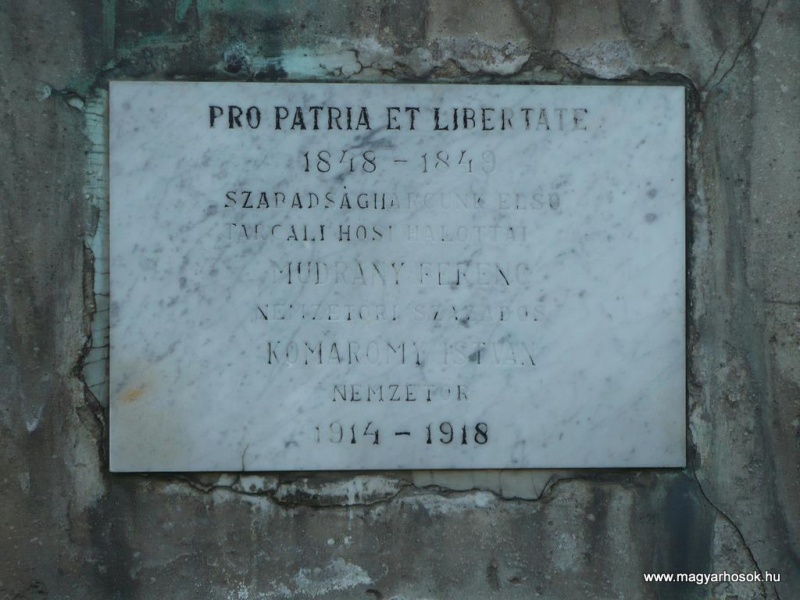 PRO PATRIA ET LIBERTATE
1848 - 1849
SZABADSÁGHARCUNK ELSŐ
TARCALI HŐSI HALOTTAI
MUDRÁNY FERENC
NEMZETŐRI SZÁZADOS
KOMÁROMY ISTVÁN
NEMZETŐR
1914 - 1918
www.magyarhosok.hu